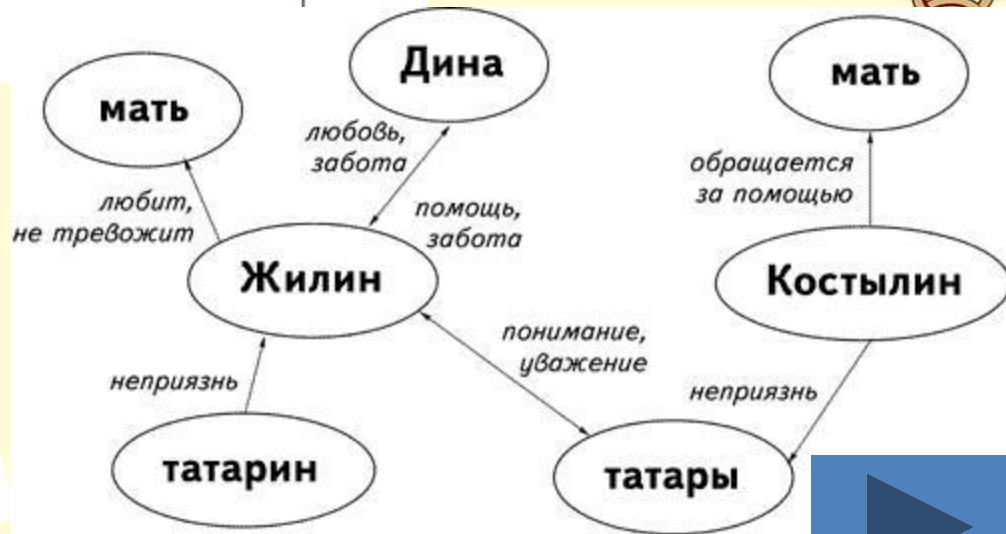 Дина
мать
мать
любовь,
забота
обращается
за помощью
любит,
не тревожит
помощь,
забота
Жилин
Костылин
понимание,
уважение
неприязнь
неприязнь
татарин
татары